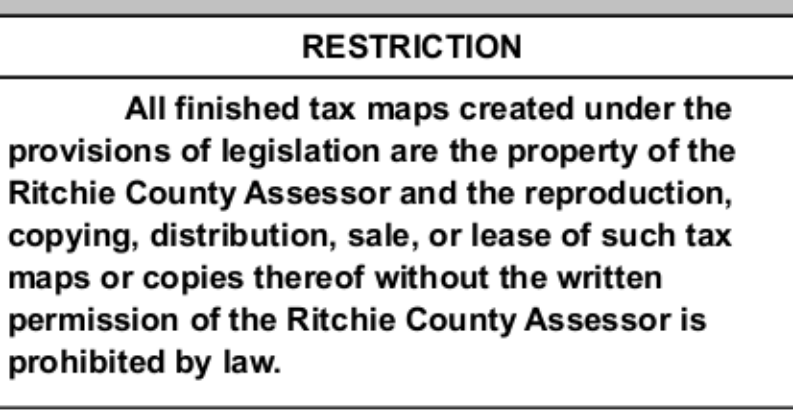 RESTRICTION
All finished tax maps created under the
provisions of legislation are the property of the
Ritchie County Assessor and the reproduction,
copying, distribution, sale, or lease of such tax
maps or copies thereof without the written
permission of the Ritchie County Assessor is
prohibited by law.